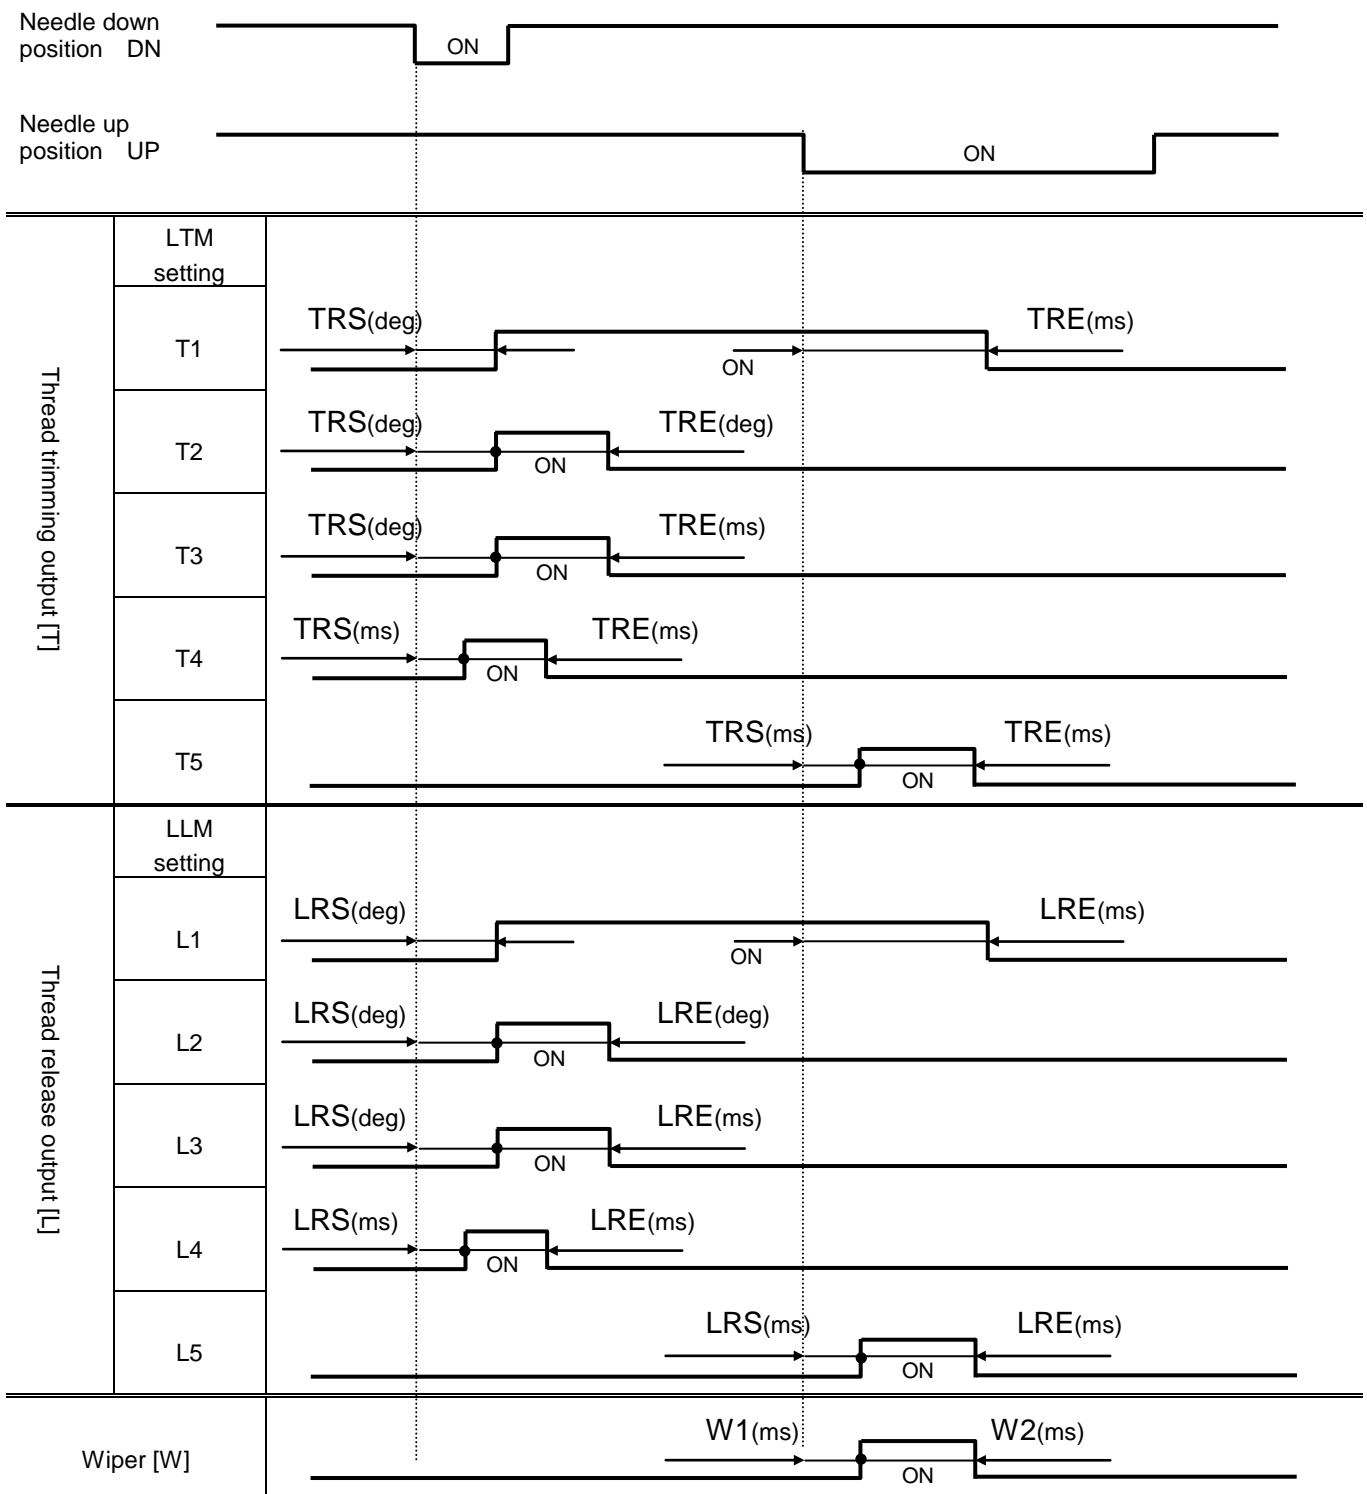 Needle down
position DN
ON
Needle up
position UP
ON
Thread trimming output [T]
LTM
setting
T1
TRS(deg)
TRE(ms)
ON
T2
TRS(deg)
TRE(deg)
ON
T3
TRS(deg)
TRE(ms)
ON
T4
TRS(ms)
TRE(ms)
ON
T5
TRS(ms)
TRE(ms)
ON
Thread release output [L]
LLM
setting
L1
LRS(deg)
LRE(ms)
ON
L2
LRS(deg)
LRE(deg)
ON
L3
LRS(deg)
LRE(ms)
ON
L4
LRS(ms)
LRE(ms)
ON
L5
LRS(ms)
LRE(ms)
ON
Wiper [W]
W1(ms)
W2(ms)
ON